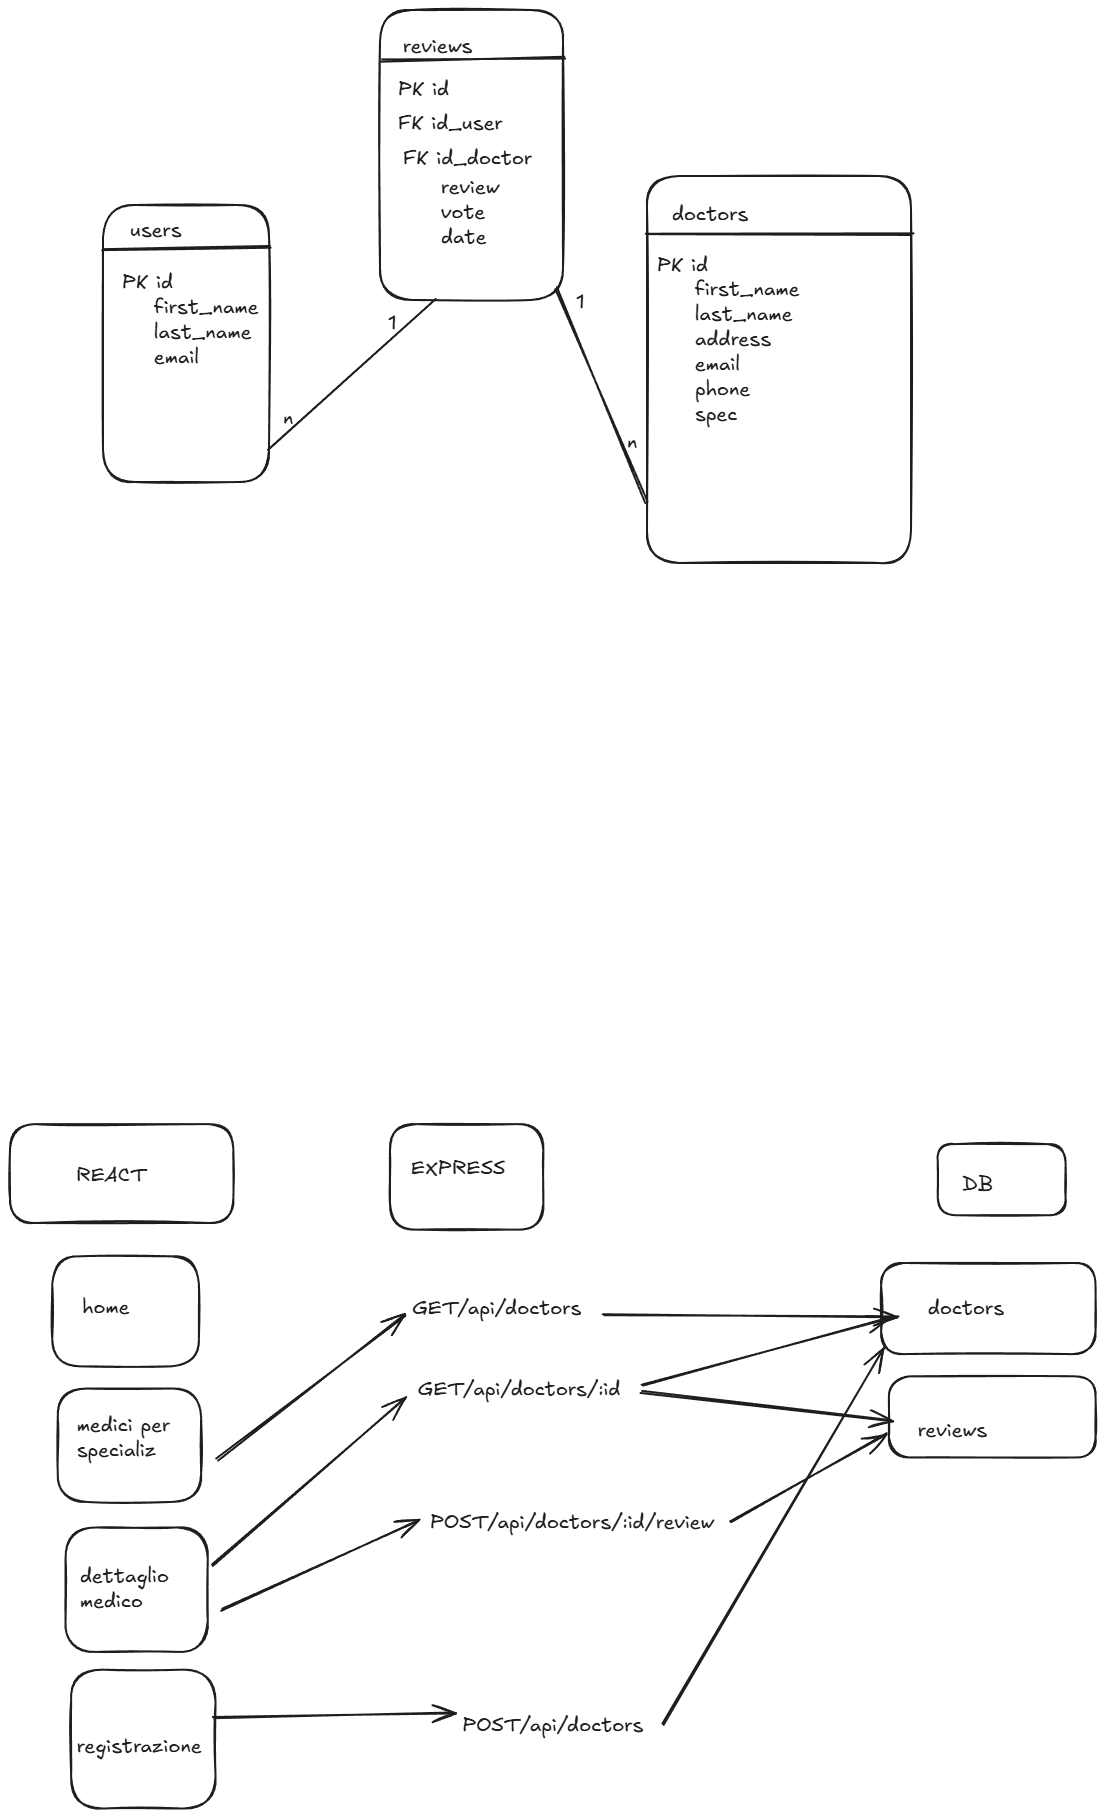 reviews
PK id
FK id_user
FK id_doctor
review
vote
date
users
PK id
first_name
last_name
email
doctors
PK id
first_name
last_name
address
email
phone
spec
1
n
1
n
REACT
EXPRESS
DB
home
GET/api/doctors
doctors
medici per
specializ
GET/api/doctors/:id
reviews
dettaglio
medico
POST/api/doctors/:id/review
registrazione
POST/api/doctors